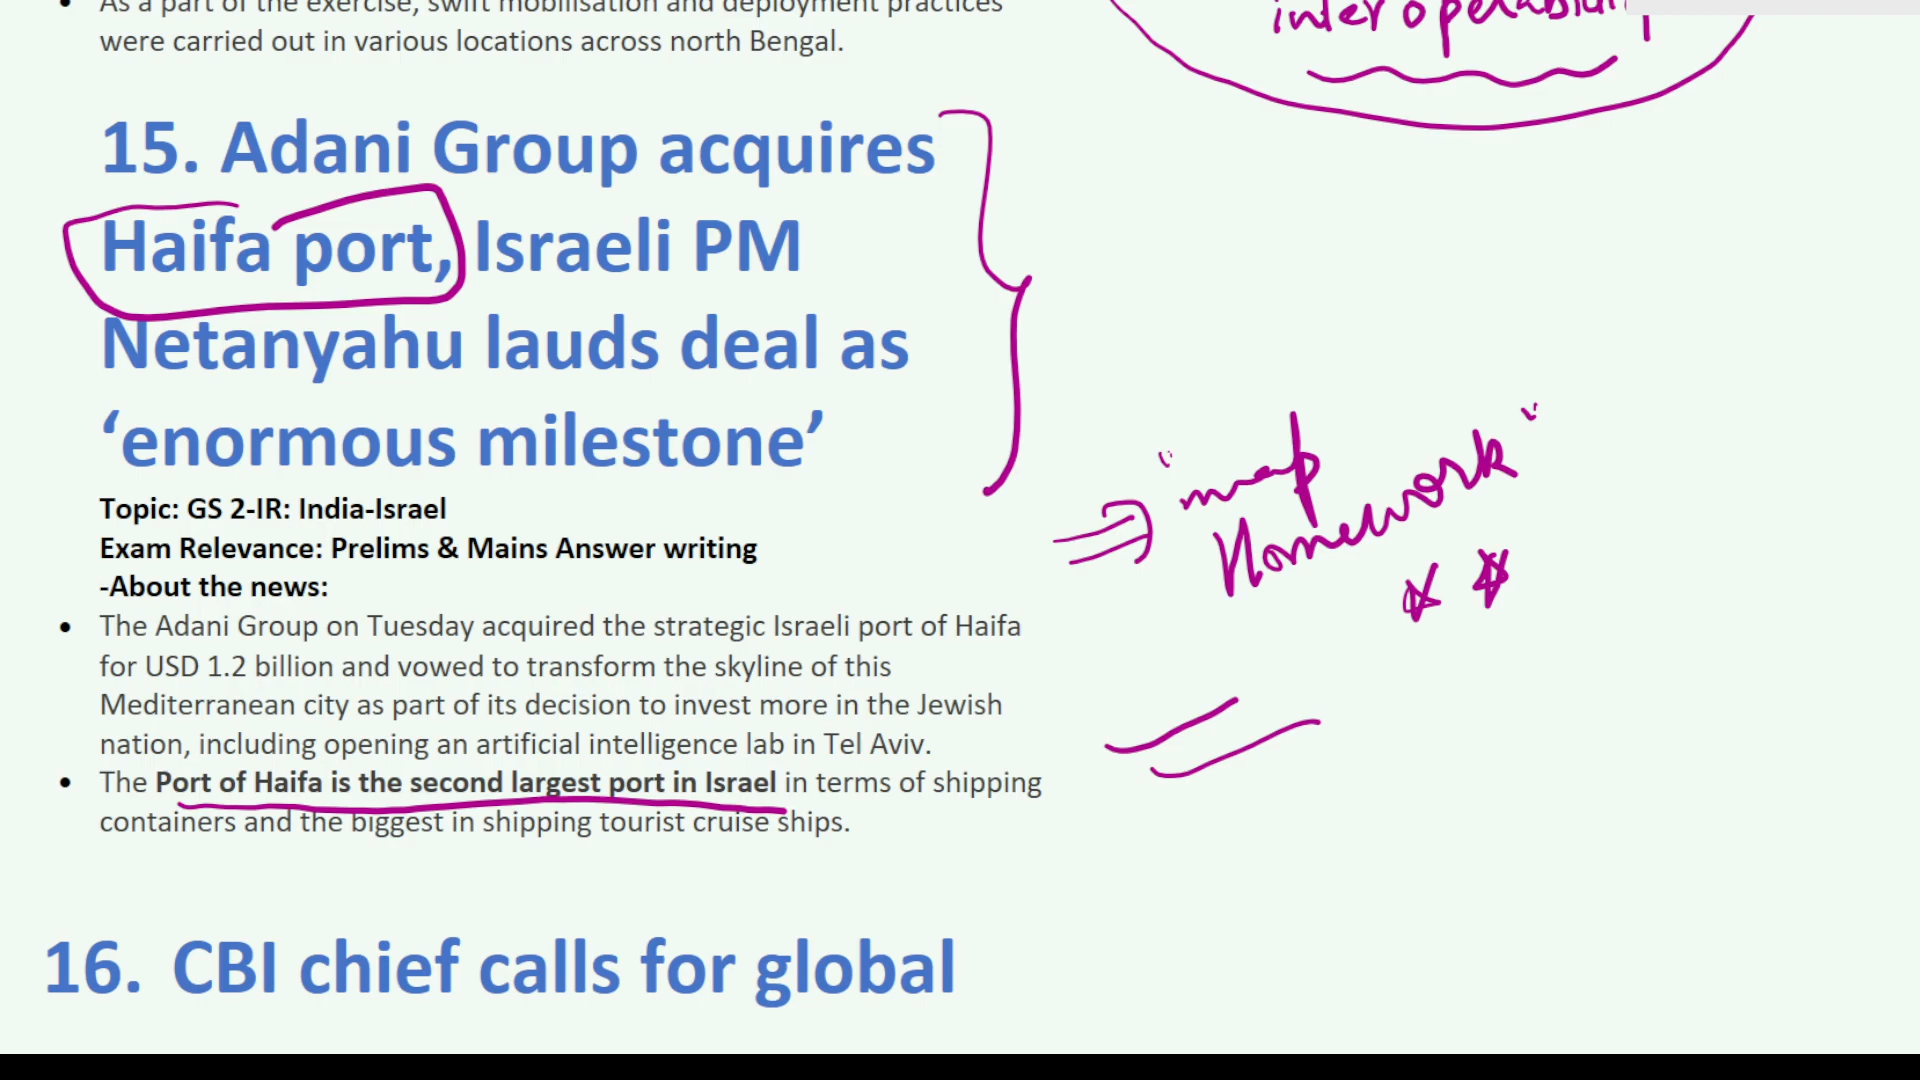 As a part of the exercise, swift mobilisation and deployment practices
were carried out in various locations across north Bengal.
interoperability
15. Adani Group acquires
Haifa port, Israeli PM
Netanyahu lauds deal as
‘enormous milestone’
"map
Homework"
Topic: GS 2-IR: India-Israel
Exam Relevance: Prelims & Mains Answer writing
-About the news:
• The Adani Group on Tuesday acquired the strategic Israeli port of Haifa
for USD 1.2 billion and vowed to transform the skyline of this
Mediterranean city as part of its decision to invest more in the Jewish
nation, including opening an artificial intelligence lab in Tel Aviv.
• The Port of Haifa is the second largest port in Israel in terms of shipping
containers and the biggest in shipping tourist cruise ships.
16. CBI chief calls for global